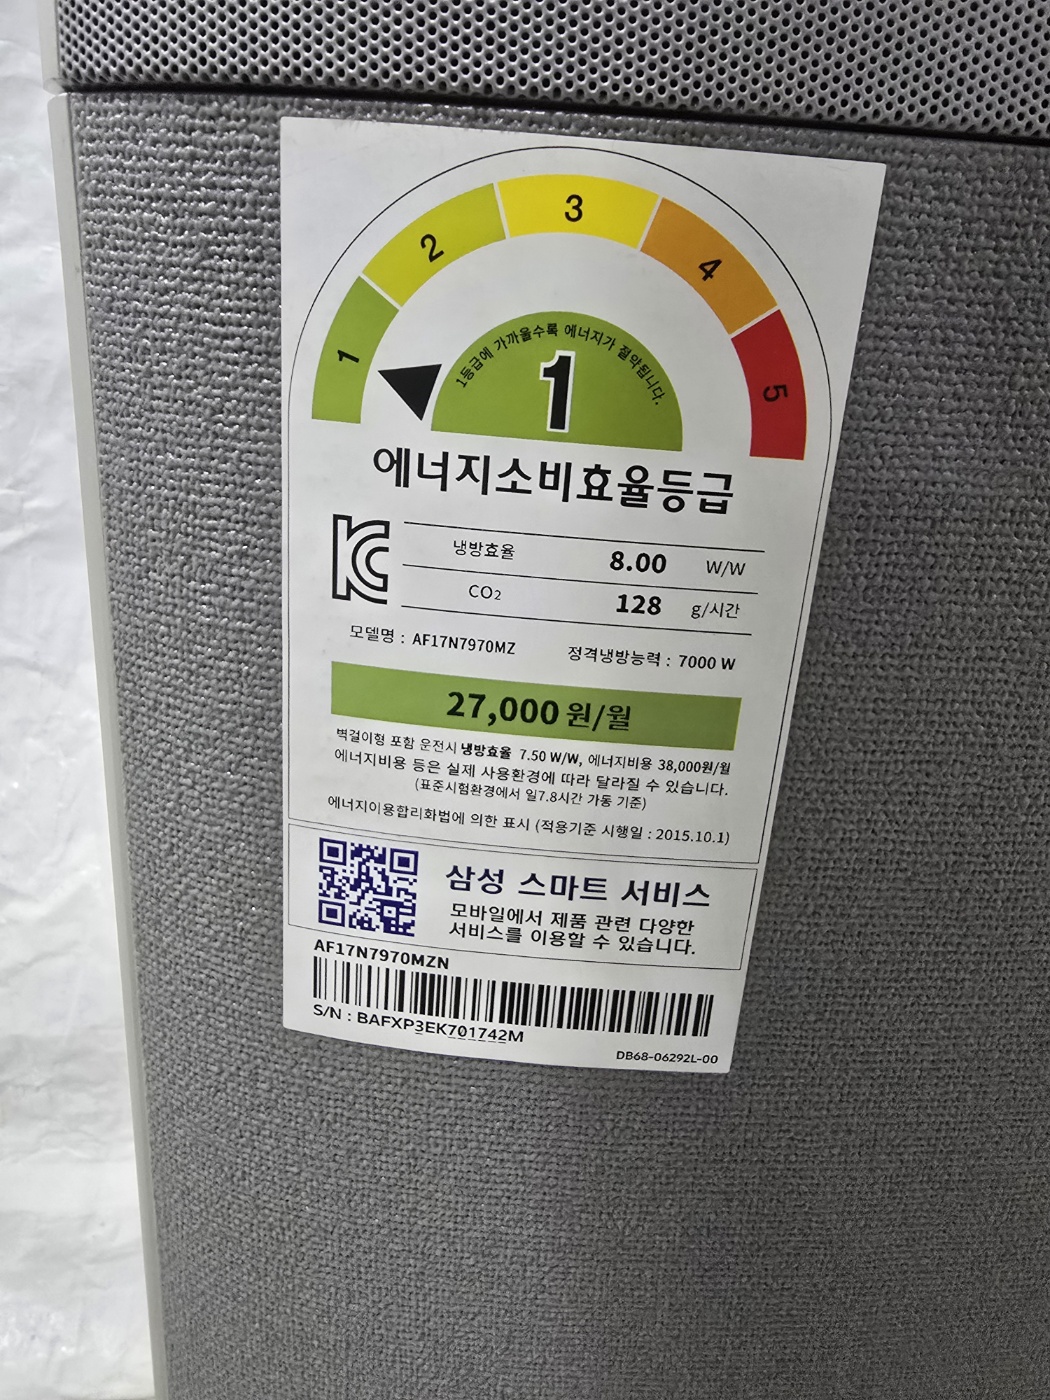 1 2 3 4 5
1등급에 가까울수록 에너지가 절약됩니다.
1
에너지소비효율등급
냉방효율 8.00 W/W
CO2 128 g/시간
모델명 : AF17N7970MZ 정격냉방능력 : 7000 W
27,000원/월
벽걸이형 포함 운전시 냉방효율 7.50 W/W, 에너지비용 38,000원/월
에너지비용 등은 실제 사용환경에 따라 달라질 수 있습니다.
(표준시험환경에서 일7.8시간 가동 기준)
에너지이용합리화법에 의한 표시 (적용기준 시행일 : 2015.10.1)
삼성 스마트 서비스
모바일에서 제품 관련 다양한
서비스를 이용할 수 있습니다.
AF17N7970MZN
S/N : BAFXP3EK701742M
DB68-06292L-00